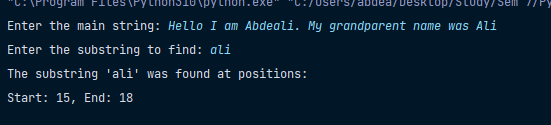 "C:\Program Files\Python310\python.exe" "C:/Users/abdea/Desktop/Study/Sem 7/Py
Enter the main string: Hello I am Abdeali. My grandparent name was Ali
Enter the substring to find: ali
The substring 'ali' was found at positions:
Start: 15, End: 18